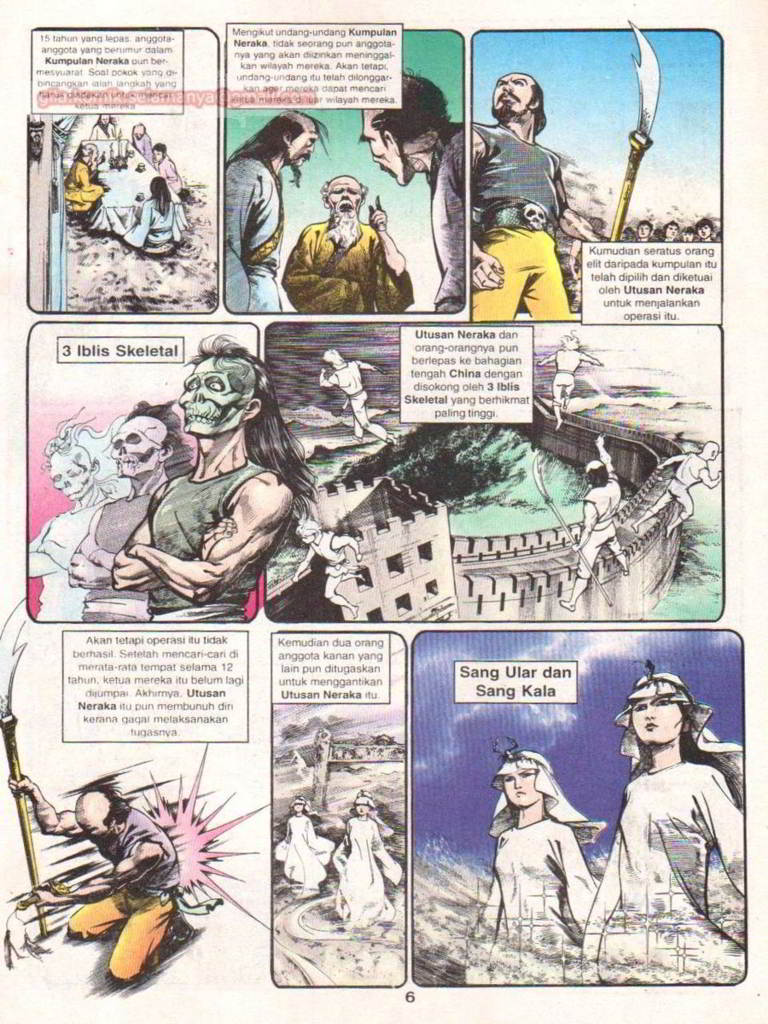 15 tahun yang lepas, anggota-
anggota yang berumur dalam
Kumpulan Neraka pun ber-
mesyuarat. Soal pokok yang di-
bincangkan ialah langkah yang
harus diadakan untuk mencari
ketua mereka.
Mengikut undang-undang Kumpulan
Neraka, tidak seorang pun anggota-
nya yang akan diizinkan meninggal-
kan wilayah mereka. Akan tetapi,
undang-undang itu telah dilonggar-
kan agar mereka dapat mencari
ketua mereka di luar wilayah mereka.
Kemudian seratus orang
elit daripada kumpulan itu
telah dipilih dan diketuai
oleh Utusan Neraka
untuk menjalankan
operasi itu.
3 Iblis Skeletal
Utusan Neraka dan
orang-orangnya pun
berlepas ke bahagian
tengah China dengan
disokong oleh 3 Iblis
Skeletal yang berhikmat
paling tinggi.
Akan tetapi operasi itu tidak
berhasil. Setelah mencari-cari di
merata-rata tempat selama 12
tahun, ketua mereka itu belum lagi
dijumpai. Akhirnya, Utusan
Neraka itu pun membunuh diri
kerana gagal melaksanakan
tugasnya.
Kemudian dua orang
anggota kanan yang
lain pun ditugaskan
untuk menggantikan
Utusan Neraka itu.
Sang Ular dan
Sang Kala
6